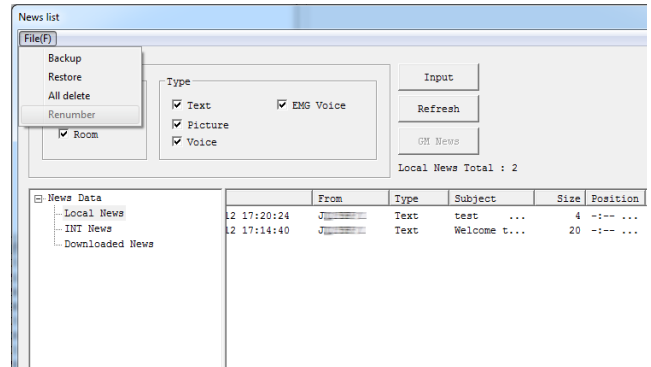 News list
File(F)
Backup
Restore
All delete
Renumber
Room
Type
Text
EMG Voice
Picture
Voice
Input
Refresh
GM News
Local News Total : 2
News Data
Local News
INT News
Downloaded News
From Type Subject Size Position
12 17:20:24 J Text test ... 4 -:-- ...
12 17:14:40 J Text Welcome t... 20 -:-- ...